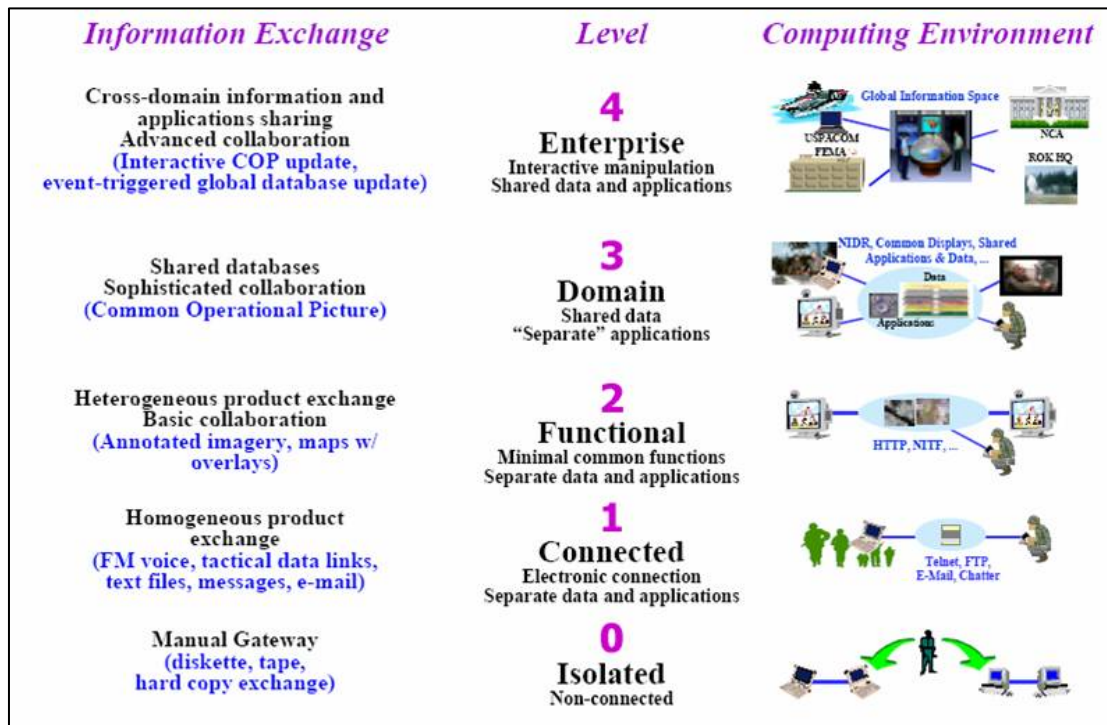 Information Exchange
Level
Computing Environment
Cross-domain information and
applications sharing
Advanced collaboration
(Interactive COP update,
event-triggered global database update)
4
Enterprise
Interactive manipulation
Shared data and applications
Global Information Space
USPACOM
FEMA
NCA
ROK HQ
Shared databases
Sophisticated collaboration
(Common Operational Picture)
3
Domain
Shared data
“Separate” applications
NIDR, Common Displays, Shared
Applications & Data, ...
Data
Applications
Heterogeneous product exchange
Basic collaboration
(Annotated imagery, maps w/
overlays)
2
Functional
Minimal common functions
Separate data and applications
HTTP, NITF, ...
Homogeneous product
exchange
(FM voice, tactical data links,
text files, messages, e-mail)
1
Connected
Electronic connection
Separate data and applications
Telnet, FTP,
E-Mail, Chatter
Manual Gateway
(diskette, tape,
hard copy exchange)
0
Isolated
Non-connected